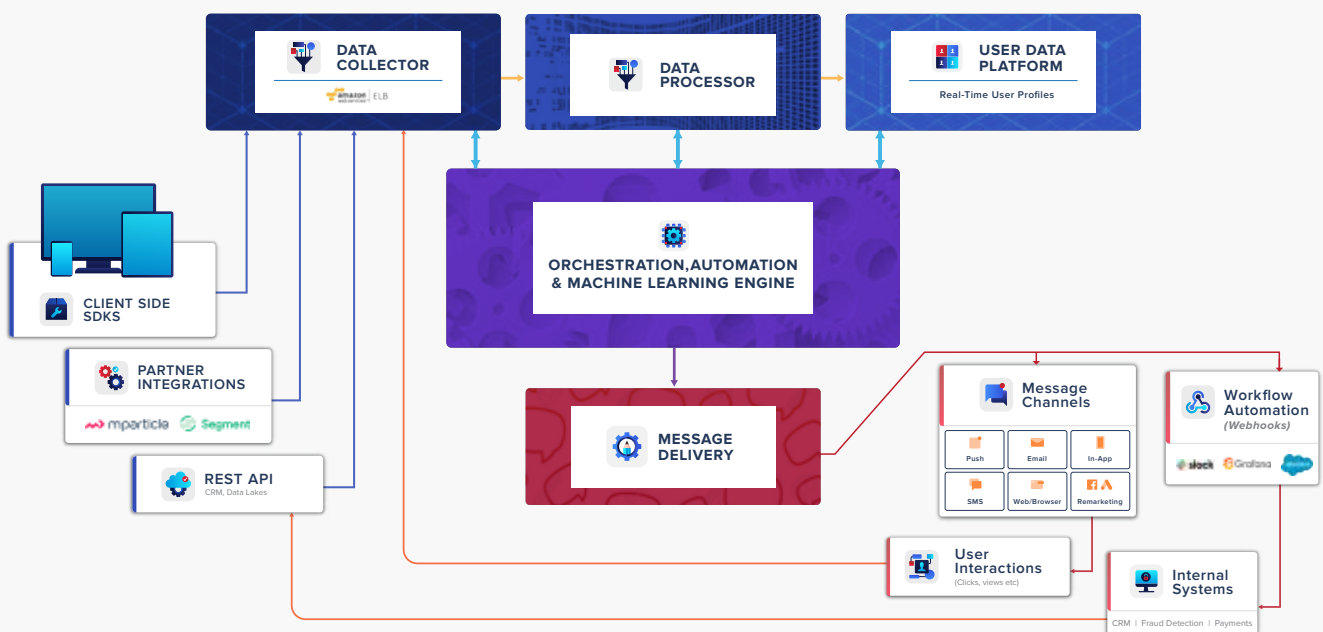 DATA
COLLECTOR
amazon
web services
ELB
DATA
PROCESSOR
USER DATA
PLATFORM
Real-Time User Profiles
ORCHESTRATION,AUTOMATION
& MACHINE LEARNING ENGINE
CLIENT SIDE
SDKS
PARTNER
INTEGRATIONS
mparticle
Segment
REST API
CRM, Data Lakes
MESSAGE
DELIVERY
Message
Channels
Push
Email
In-App
SMS
Web/Browser
Remarketing
Workflow
Automation
(Webhooks)
slack
Grafana
User
Interactions
(Clicks, views etc)
Internal
Systems
CRM | Fraud Detection | Payments